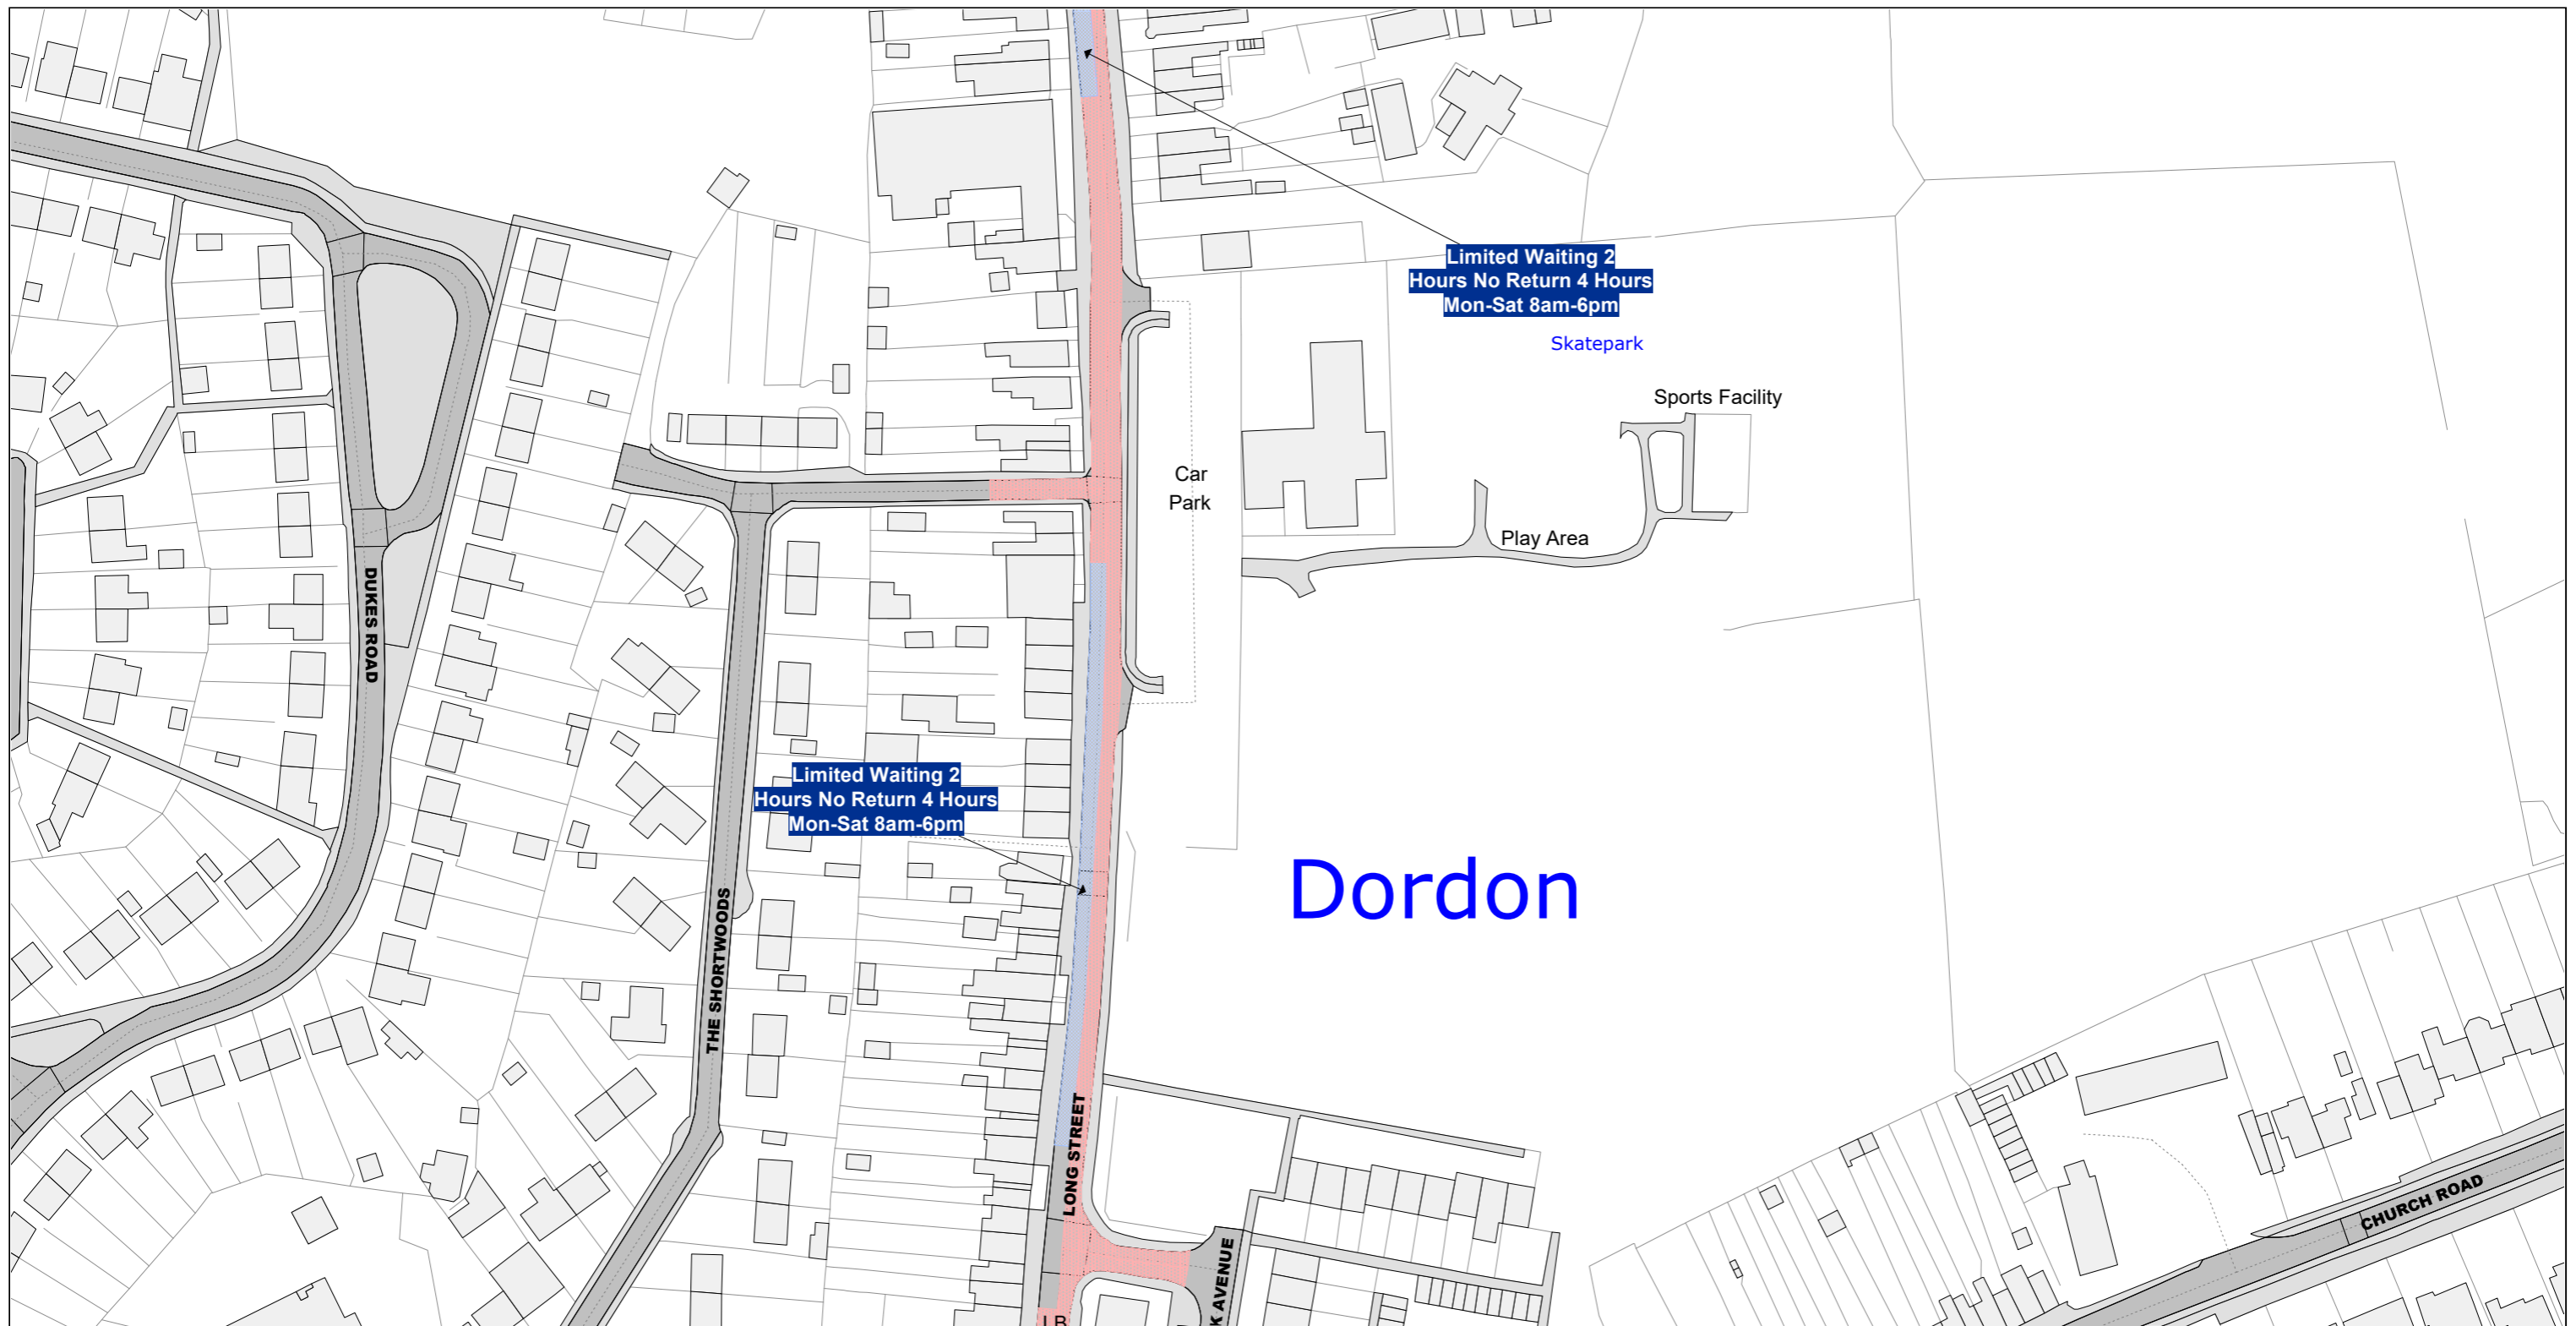 Limited Waiting 2
Hours No Return 4 Hours
Mon-Sat 8am-6pm
Skatepark
Sports Facility
Car
Park
Play Area
DUKES ROAD
Limited Waiting 2
Hours No Return 4 Hours
Mon-Sat 8am-6pm
Dordon
THE SHORTWOODS
LONG STREET
CHURCH ROAD
K AVENUE
LB